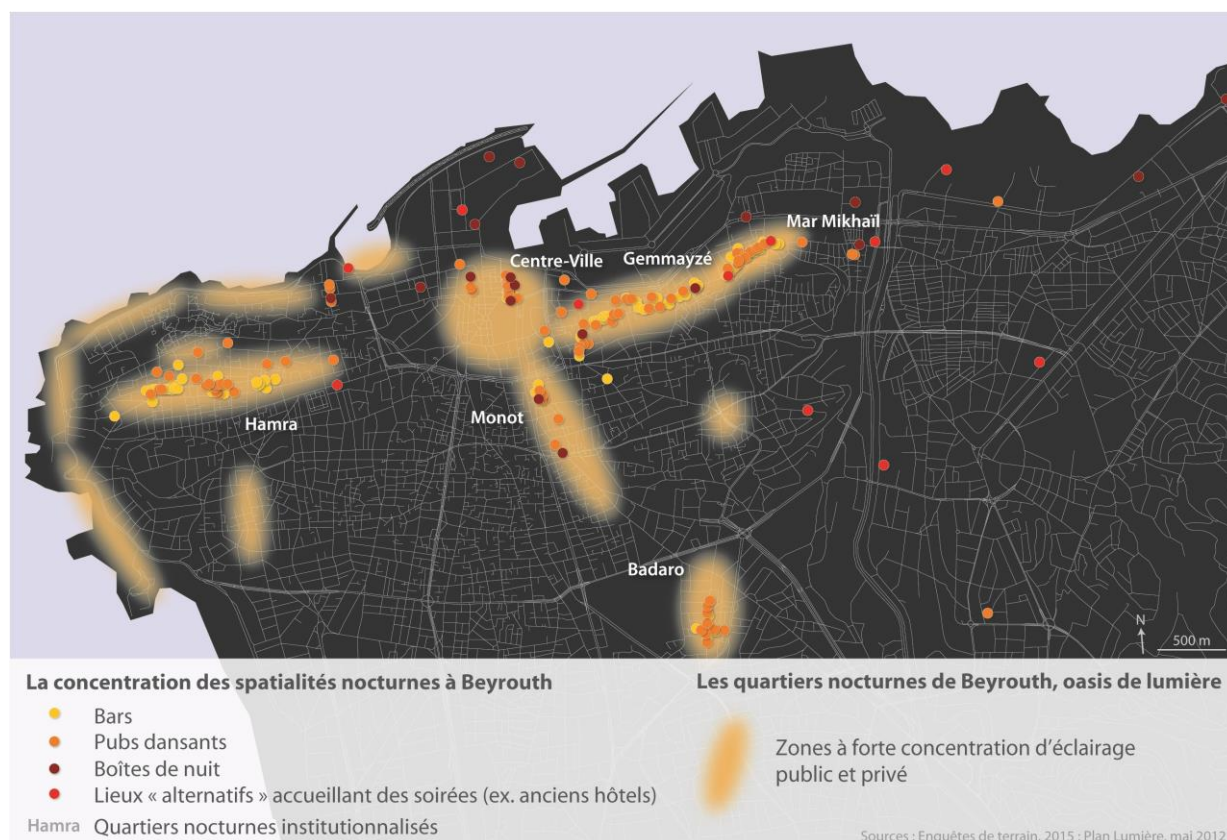 Mar Mikhaïl
Centre-Ville
Gemmayzé
Hamra
Monot
Badaro
N
500 m
La concentration des spatialités nocturnes à Beyrouth
Bars
Pubs dansants
Boîtes de nuit
Lieux « alternatifs » accueillant des soirées (ex. anciens hôtels)
Hamra Quartiers nocturnes institutionnalisés
Les quartiers nocturnes de Beyrouth, oasis de lumière
Zones à forte concentration d'éclairage
public et privé
Sources : Enquêtes de terrain, 2015 ; Plan Lumière, mai 2012